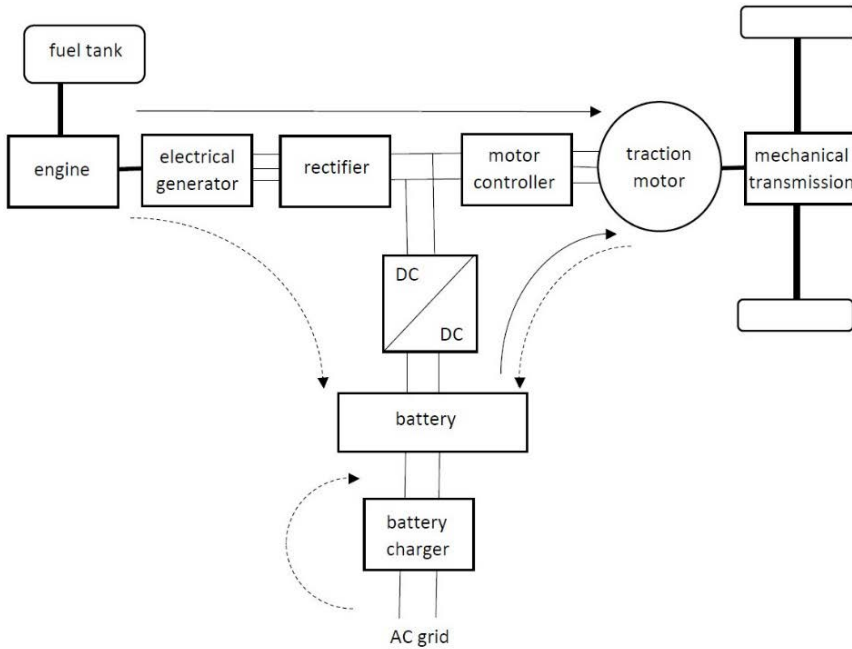 fuel tank
engine
electrical
generator
rectifier
motor
controller
traction
motor
mechanical
transmission
DC
DC
battery
battery
charger
AC grid